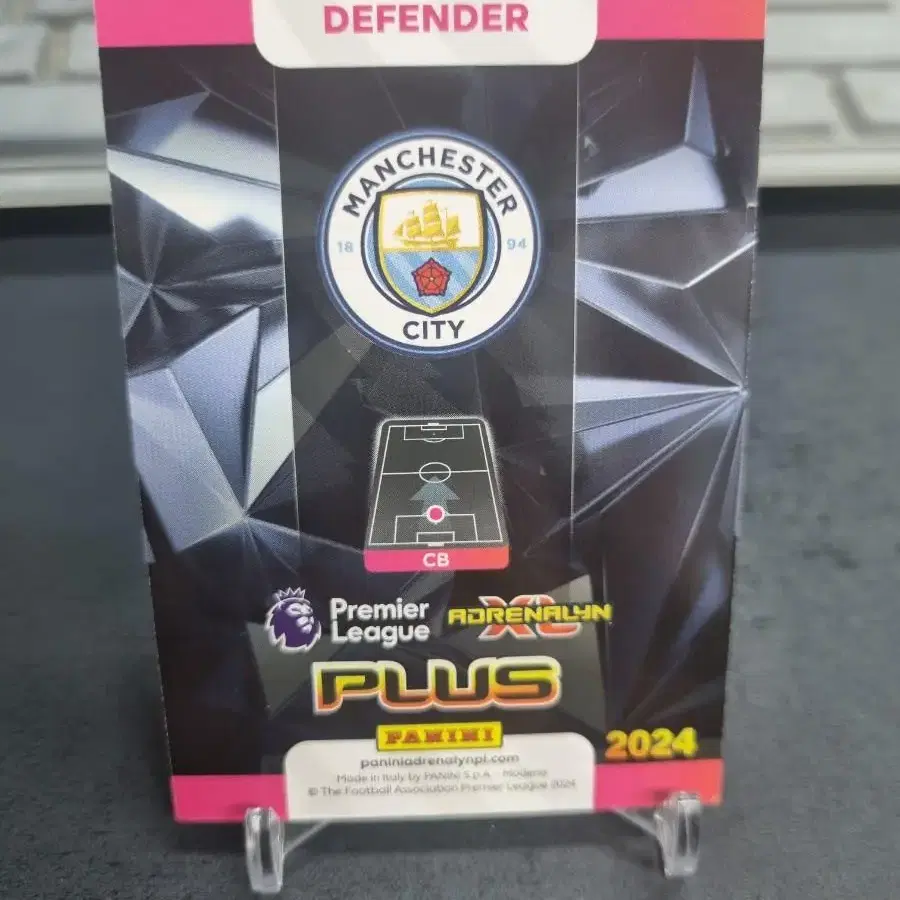 DEFENDER
MANCHESTER
18 94
CITY
CB
Premier
League
ADRENALYN
XL
PLUS
PANINI
2024
paniniadrenalynpl.com
Made in Italy by PANINI S.p.A. - Modena
© The Football Association Premier League 2024